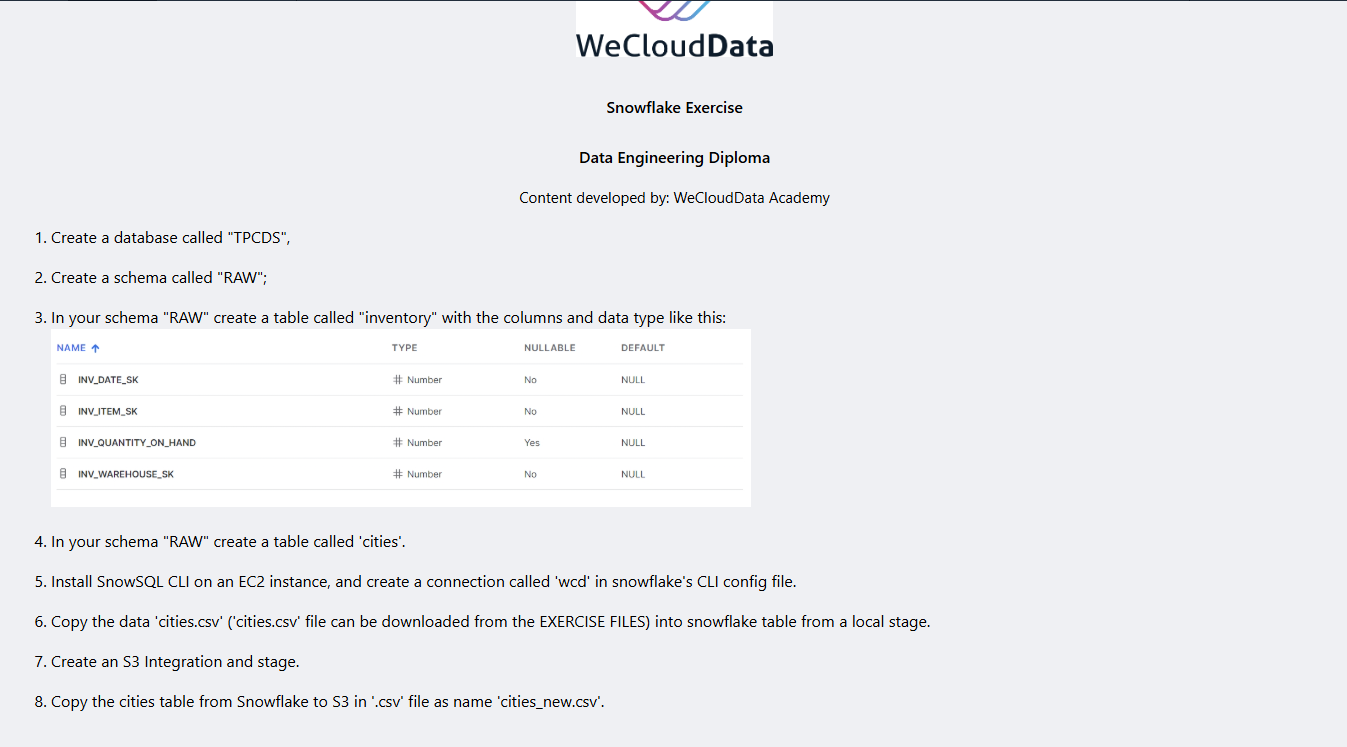 WeCloudData
Snowflake Exercise
Data Engineering Diploma
Content developed by: WeCloudData Academy
1. Create a database called "TPCDS",
2. Create a schema called "RAW";
3. In your schema "RAW" create a table called "inventory" with the columns and data type like this:
NAME ↑ TYPE NULLABLE DEFAULT
INV_DATE_SK # Number No NULL
INV_ITEM_SK # Number No NULL
INV_QUANTITY_ON_HAND # Number Yes NULL
INV_WAREHOUSE_SK # Number No NULL
4. In your schema "RAW" create a table called 'cities'.
5. Install SnowSQL CLI on an EC2 instance, and create a connection called 'wcd' in snowflake's CLI config file.
6. Copy the data 'cities.csv' ('cities.csv' file can be downloaded from the EXERCISE FILES) into snowflake table from a local stage.
7. Create an S3 Integration and stage.
8. Copy the cities table from Snowflake to S3 in '.csv' file as name 'cities_new.csv'.